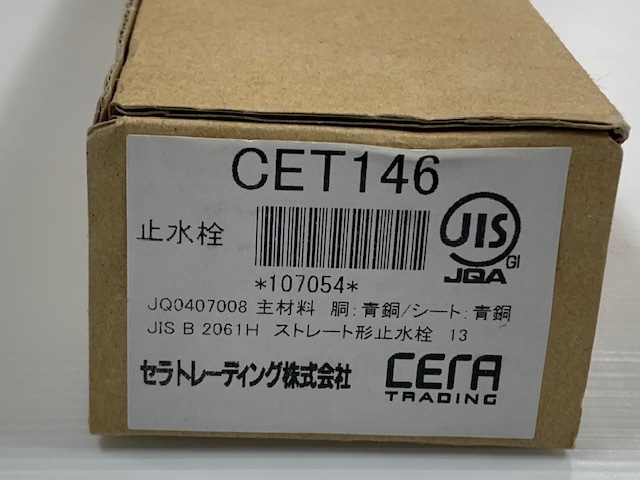 CET146
止水栓
JIS
GI
JQA
*107054*
JQ0407008 主材料 胴:青銅/シート:青銅
JIS B 2061H ストレート形止水栓 13
セラトレーディング株式会社
CERA
TRADING